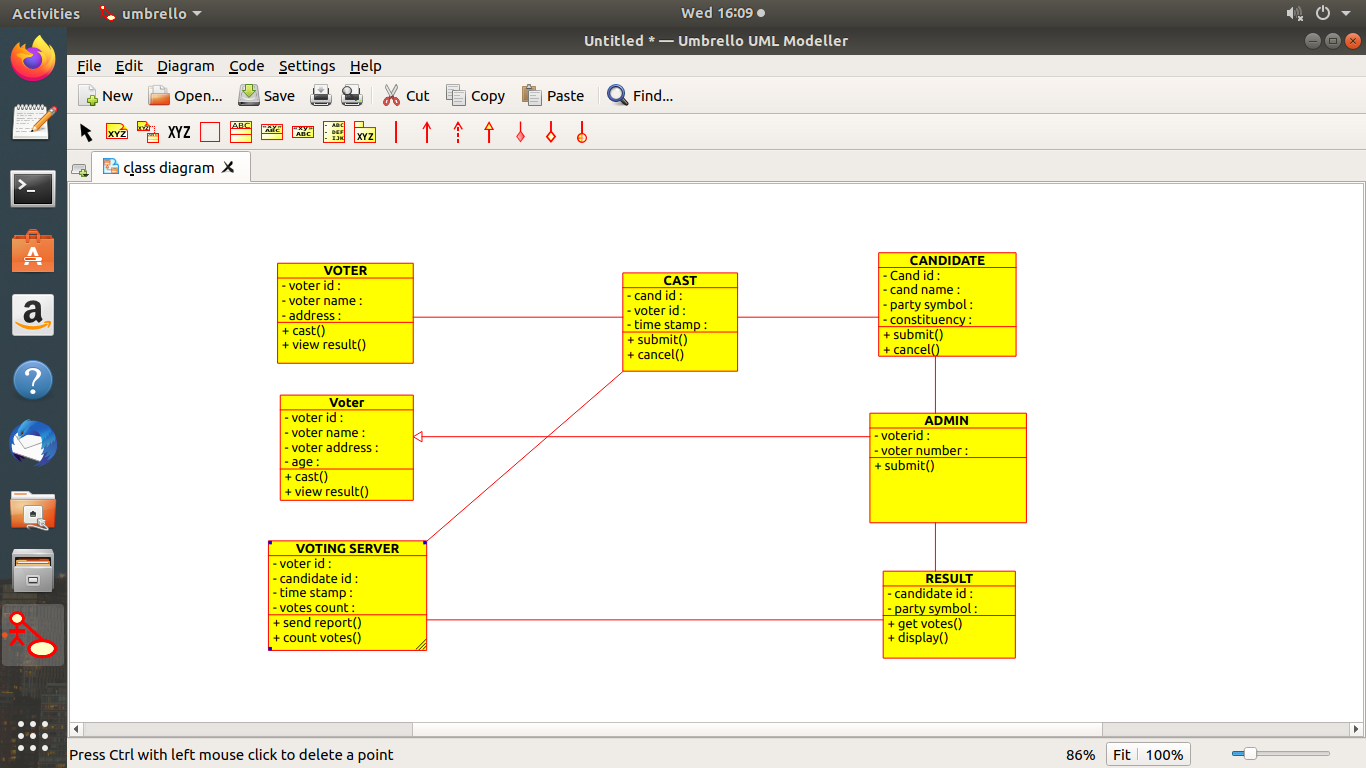 Activities umbrello Wed 16:09
Untitled * — Umbrello UML Modeller
File Edit Diagram Code Settings Help
New Open... Save Cut Copy Paste Find...
XYZ XYZ XYZ ABC ABC ABC ABC DEF IJK XYZ
class diagram
VOTER
- voter id :
- voter name :
- address :
+ cast()
+ view result()
CAST
- cand id :
- voter id :
- time stamp :
+ submit()
+ cancel()
CANDIDATE
- Cand id :
- cand name :
- party symbol :
- constituency :
+ submit()
+ cancel()
Voter
- voter id :
- voter name :
- voter address :
- age :
+ cast()
+ view result()
ADMIN
- voterid :
- voter number :
+ submit()
VOTING SERVER
- voter id :
- candidate id :
- time stamp :
- votes count :
+ send report()
+ count votes()
RESULT
- candidate id :
- party symbol :
+ get votes()
+ display()
Press Ctrl with left mouse click to delete a point 86% Fit 100%